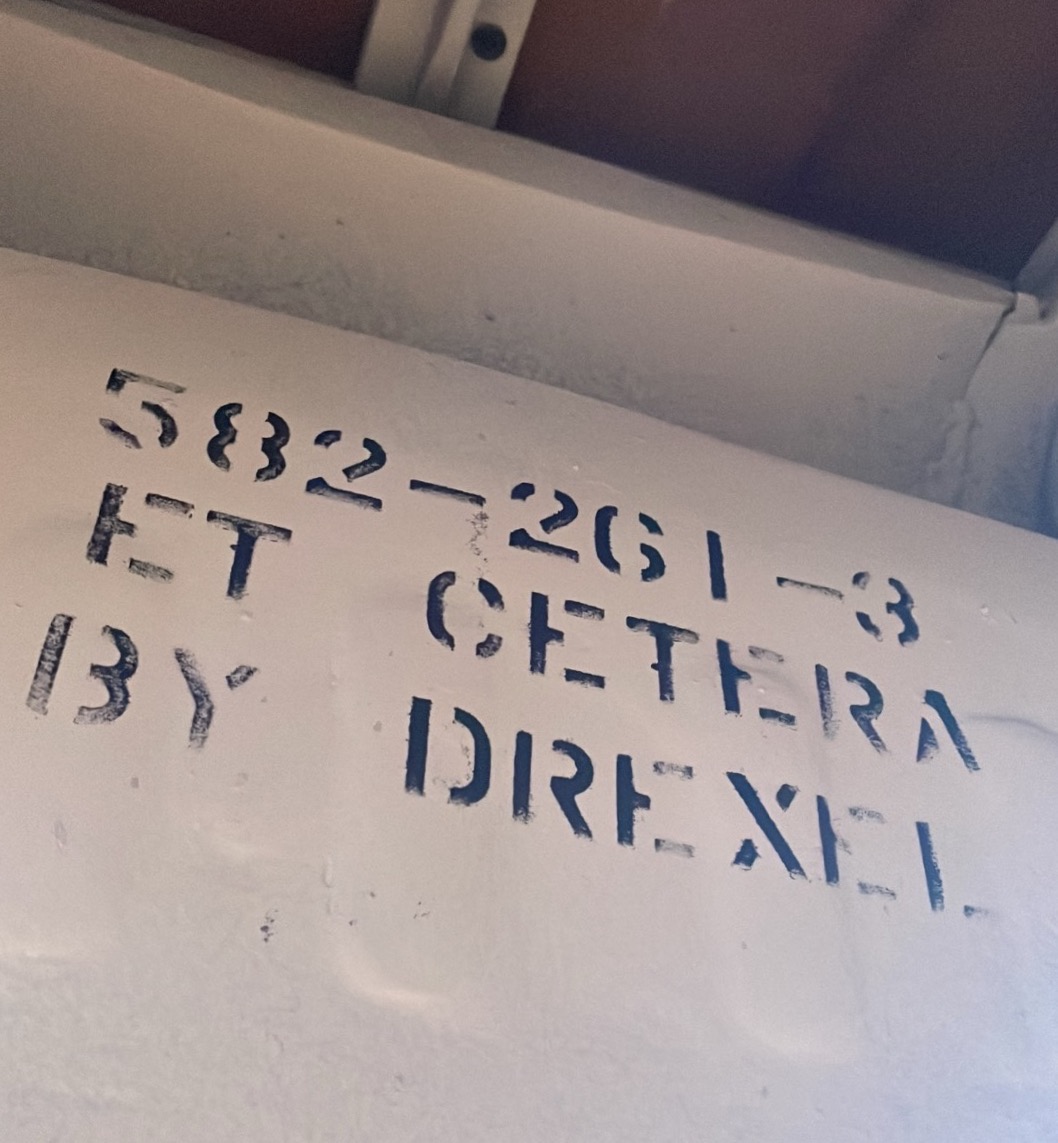 582-261-3
ET CETERA
BY DREXEL